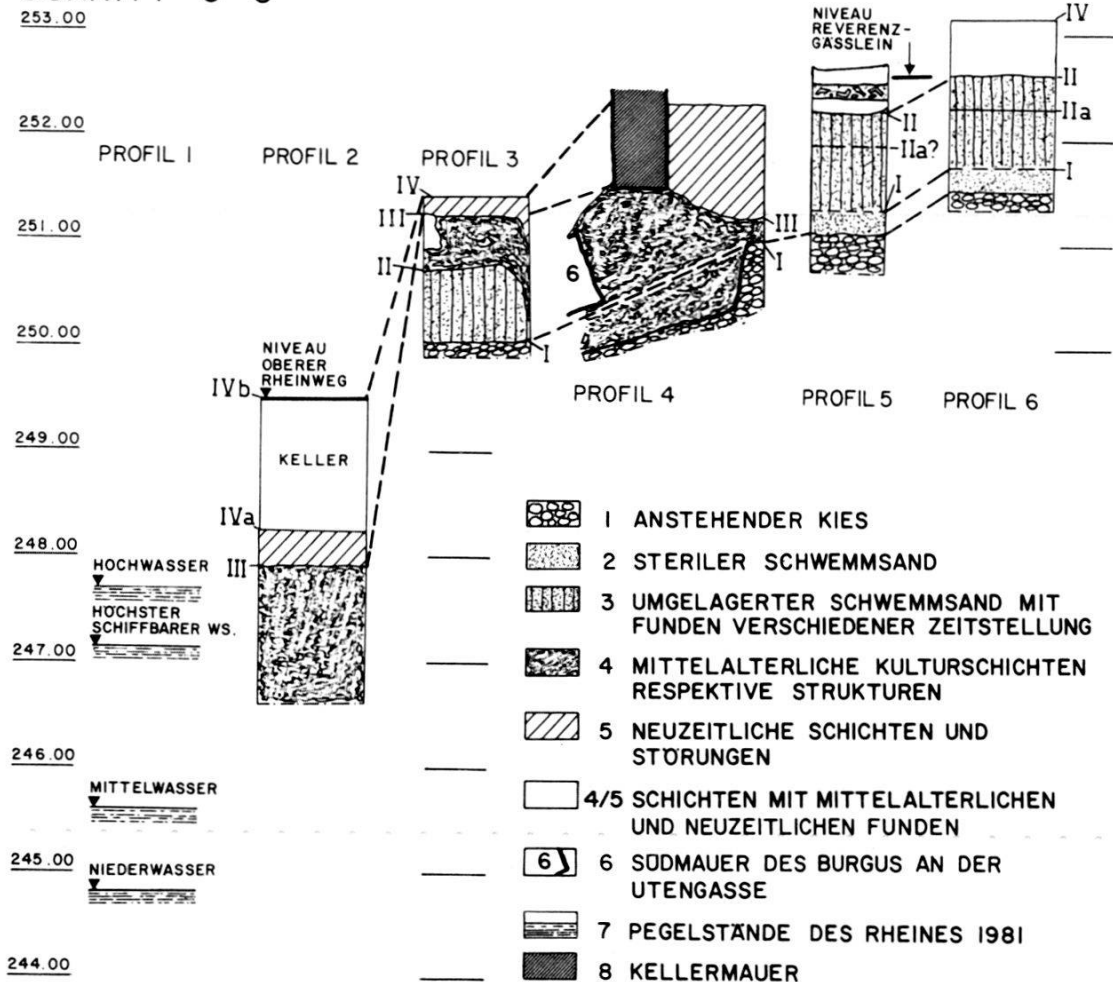 253.00
252.00
251.00
250.00
249.00
248.00
247.00
246.00
245.00
244.00
PROFIL 1
HOCHWASSER
HÖCHSTER
SCHIFFBARER WS.
MITTELWASSER
NIEDERWASSER
PROFIL 2
NIVEAU
OBERER
RHEINWEG
IVb
KELLER
IVa
III
PROFIL 3
IV
III
II
I
6
III
I
PROFIL 4
NIVEAU
REVERENZ-
GÄSSLEIN
II
IIa?
I
PROFIL 5
IV
II
IIa
I
PROFIL 6
1 ANSTEHENDER KIES
2 STERILER SCHWEMMSAND
3 UMGELAGERTER SCHWEMMSAND MIT
FUNDEN VERSCHIEDENER ZEITSTELLUNG
4 MITTELALTERLICHE KULTURSCHICHTEN
RESPEKTIVE STRUKTUREN
5 NEUZEITLICHE SCHICHTEN UND
STÖRUNGEN
4/5 SCHICHTEN MIT MITTELALTERLICHEN
UND NEUZEITLICHEN FUNDEN
6 6 SÜDMAUER DES BURGUS AN DER
UTENGASSE
7 PEGELSTÄNDE DES RHEINES 1981
8 KELLERMAUER